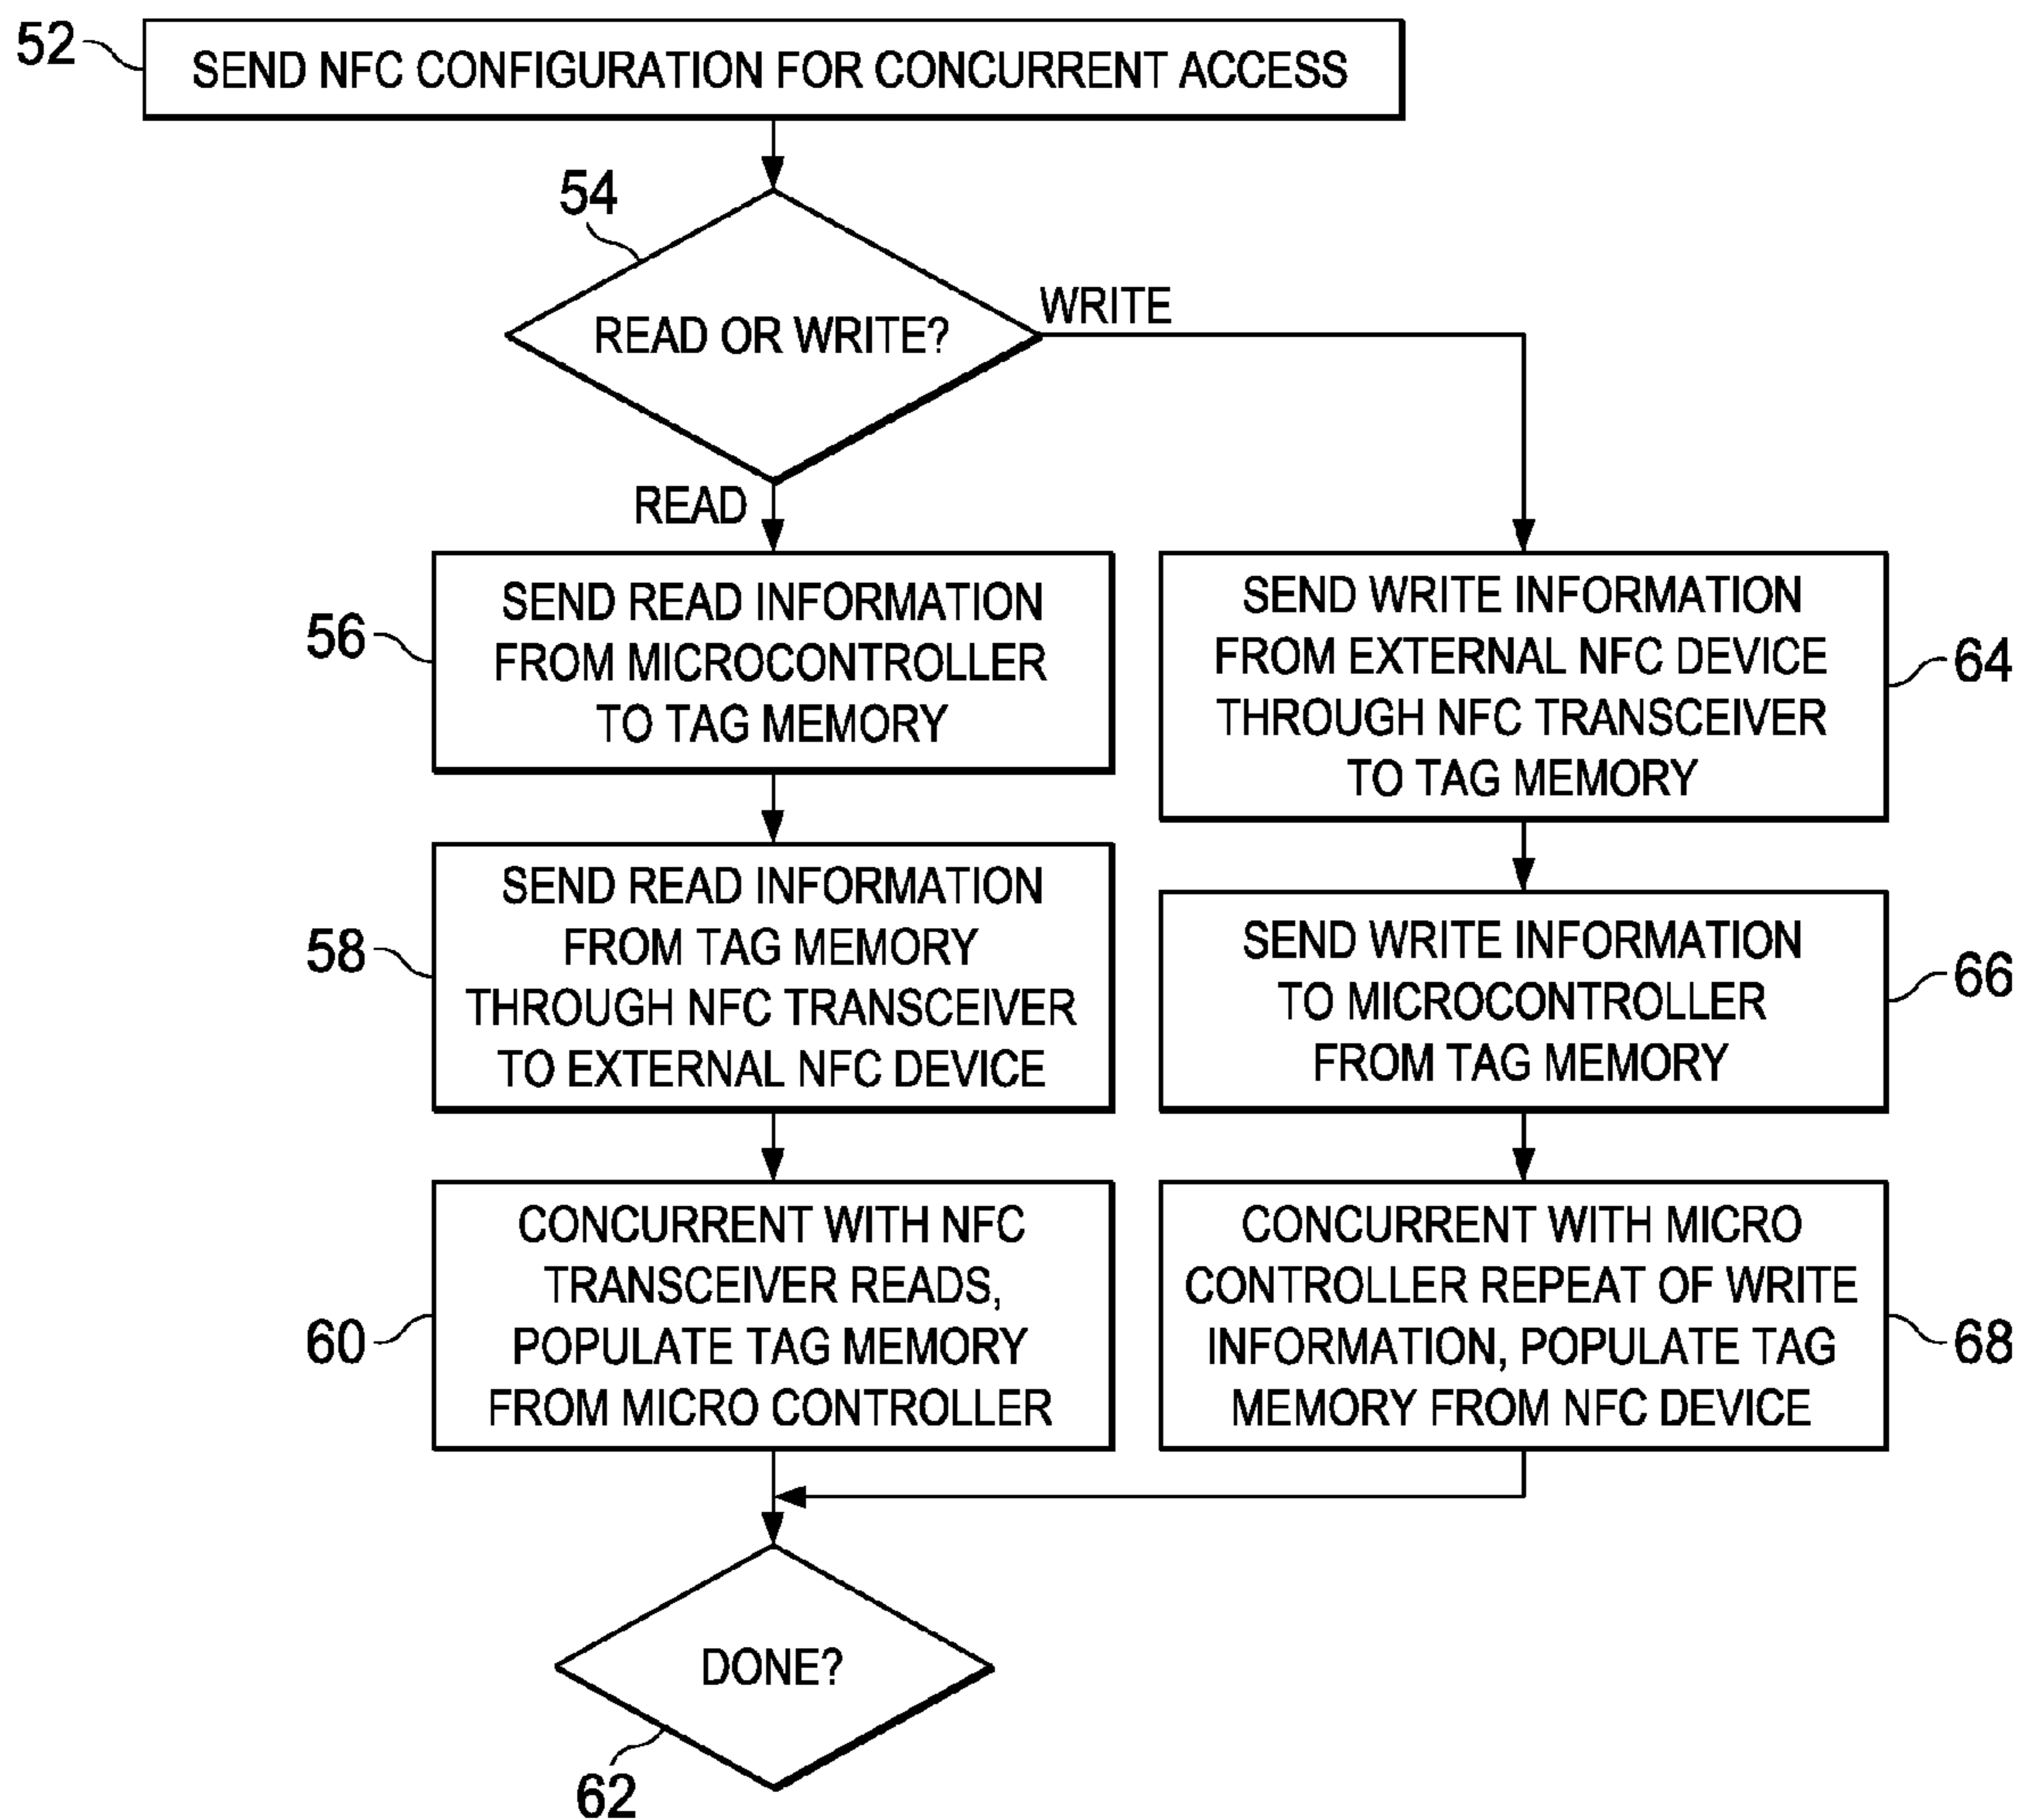 52
SEND NFC CONFIGURATION FOR CONCURRENT ACCESS
54
READ OR WRITE?
WRITE
READ
56
SEND READ INFORMATION
FROM MICROCONTROLLER
TO TAG MEMORY
58
SEND READ INFORMATION
FROM TAG MEMORY
THROUGH NFC TRANSCEIVER
TO EXTERNAL NFC DEVICE
60
CONCURRENT WITH NFC
TRANSCEIVER READS,
POPULATE TAG MEMORY
FROM MICRO CONTROLLER
SEND WRITE INFORMATION
FROM EXTERNAL NFC DEVICE
THROUGH NFC TRANSCEIVER
TO TAG MEMORY
64
SEND WRITE INFORMATION
TO MICROCONTROLLER
FROM TAG MEMORY
66
CONCURRENT WITH MICRO
CONTROLLER REPEAT OF WRITE
INFORMATION, POPULATE TAG
MEMORY FROM NFC DEVICE
68
DONE?
62